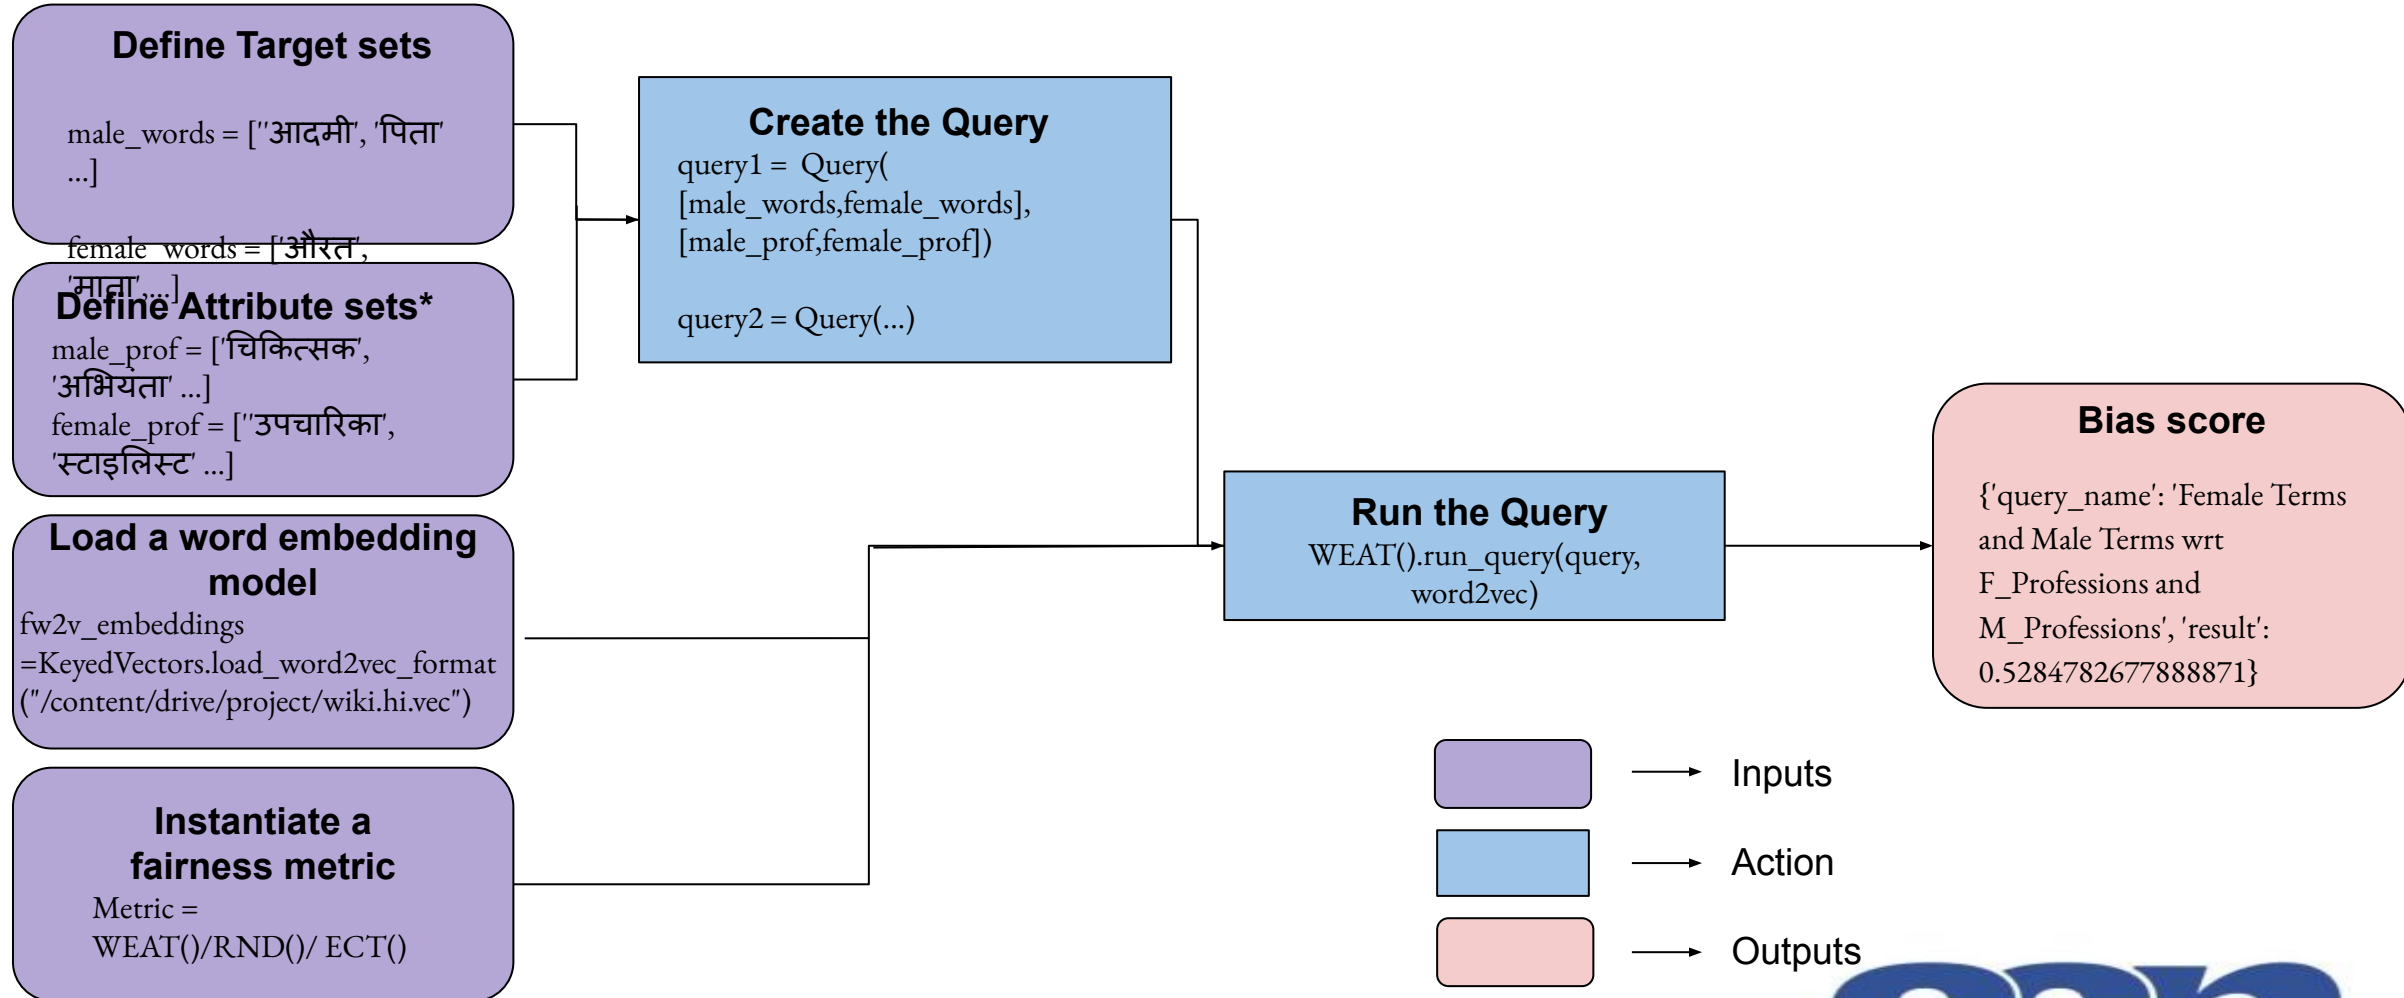 Define Target sets
male_words = [''आदमी', 'पिता'
...]
female_words = ['औरत',
'माता',...]
Define Attribute sets*
male_prof = ['चिकित्सक',
'अभियंता' ...]
female_prof = [''उपचारिका',
'स्टाइलिस्ट' ...]
Load a word embedding
model
fw2v_embeddings
=KeyedVectors.load_word2vec_format
("/content/drive/project/wiki.hi.vec")
Instantiate a
fairness metric
Metric =
WEAT()/RND()/ ECT()
Create the Query
query1 = Query(
[male_words,female_words],
[male_prof,female_prof])
query2 = Query(...)
Run the Query
WEAT().run_query(query,
word2vec)
Bias score
{'query_name': 'Female Terms
and Male Terms wrt
F_Professions and
M_Professions', 'result':
0.5284782677888871}
Inputs
Action
Outputs